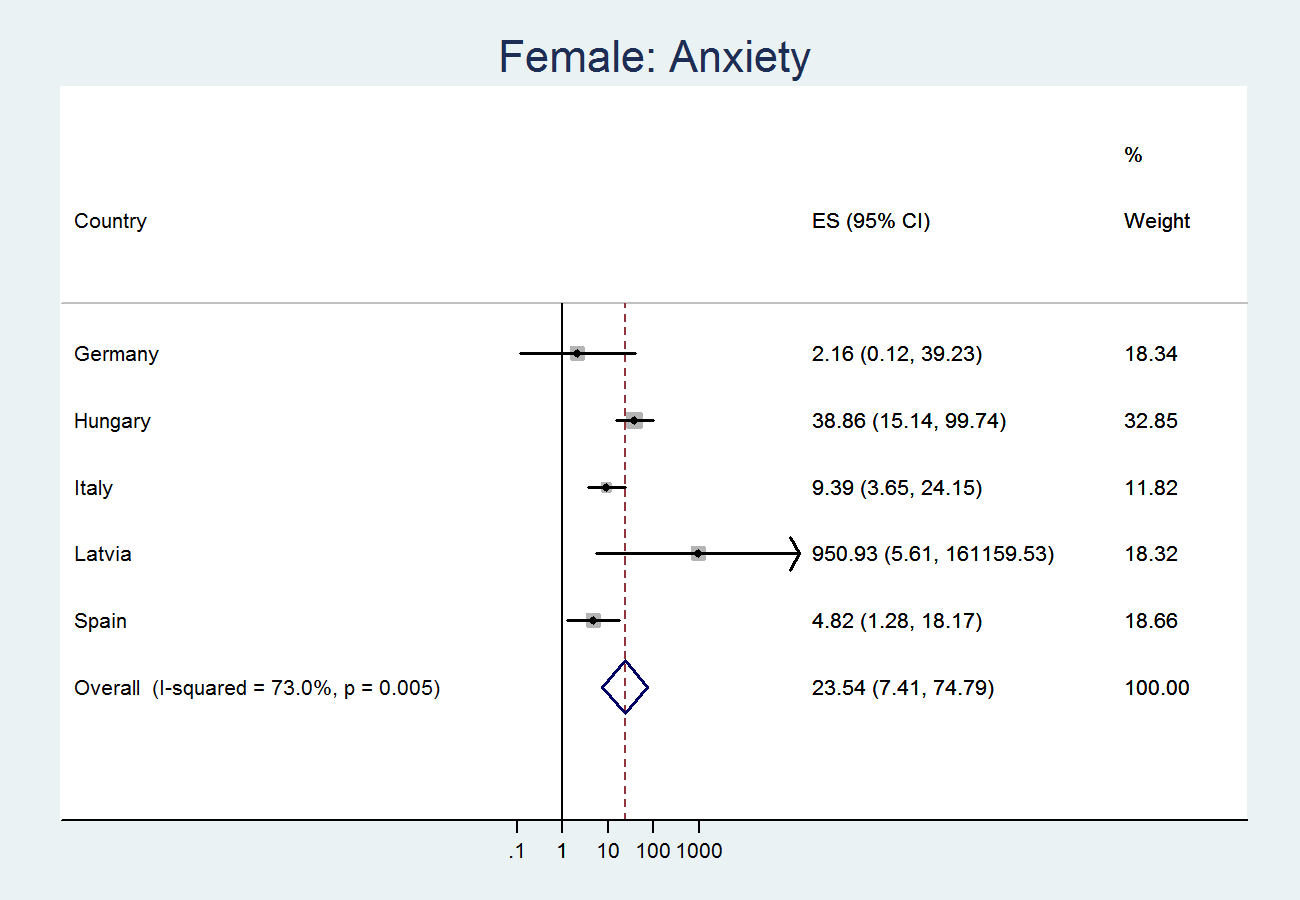 Female: Anxiety
%
Country ES (95% CI) Weight
Germany 2.16 (0.12, 39.23) 18.34
Hungary 38.86 (15.14, 99.74) 32.85
Italy 9.39 (3.65, 24.15) 11.82
Latvia 950.93 (5.61, 161159.53) 18.32
Spain 4.82 (1.28, 18.17) 18.66
Overall (I-squared = 73.0%, p = 0.005) 23.54 (7.41, 74.79) 100.00
.1 1 10 100 1000